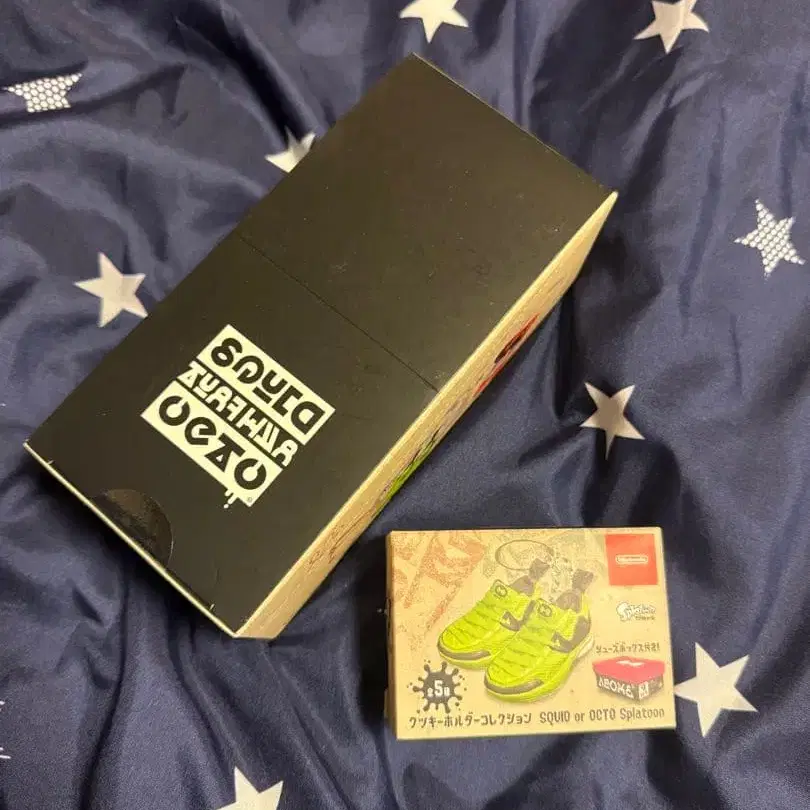 SQUID
OCTO
Nintendo
Splatoon
シューズボックス付き!
全5種
クツキーホルダーコレクション SQUID or OCTO Splatoon